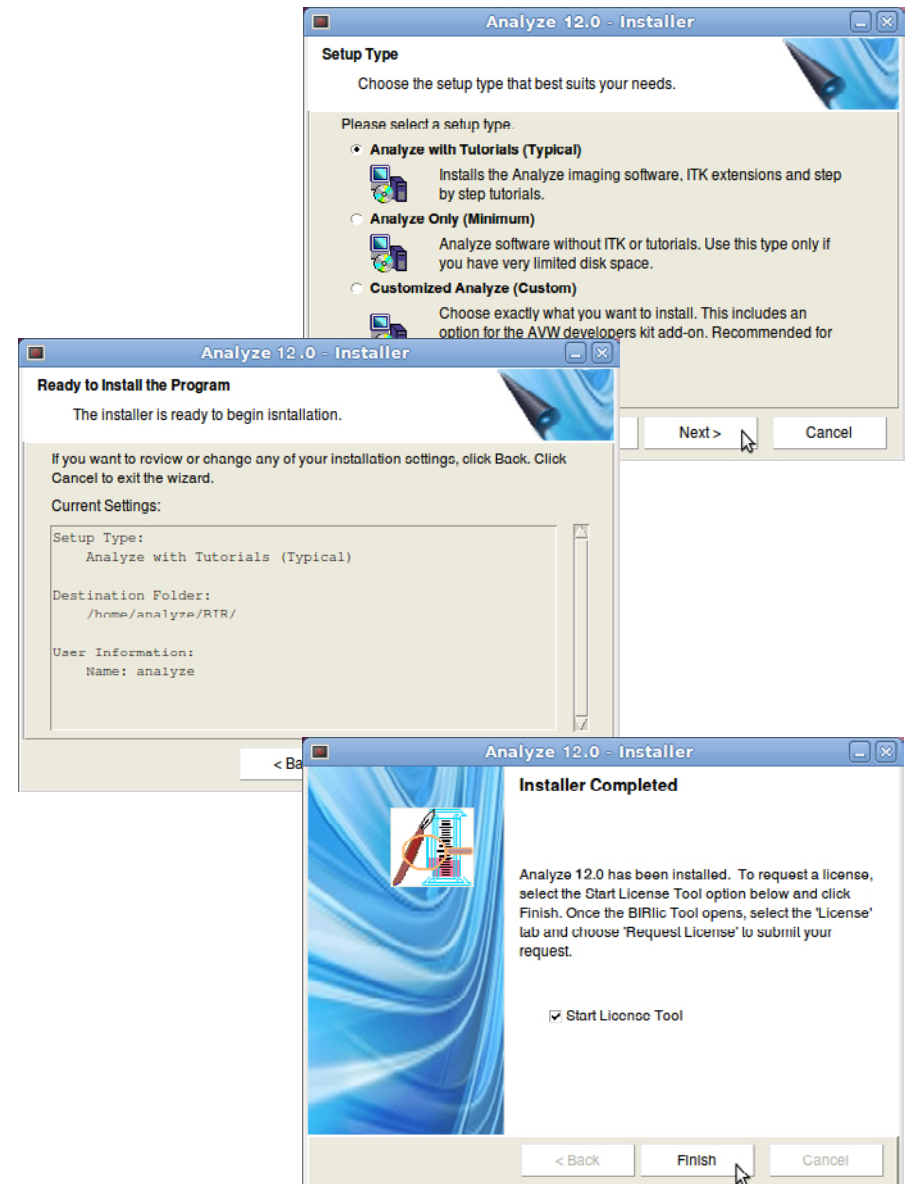 Analyze 12.0 - Installer
Setup Type
Choose the setup type that best suits your needs.
Please select a setup type.
Analyze with Tutorials (Typical)
Installs the Analyze imaging software, ITK extensions and step
by step tutorials.
Analyze Only (Minimum)
Analyze software without ITK or tutorials. Use this type only if
you have very limited disk space.
Customized Analyze (Custom)
Choose exactly what you want to install. This includes an
option for the AVW developers kit add-on. Recommended for
Next >
Cancel
Analyze 12.0 - Installer
Ready to Install the Program
The installer is ready to begin isntallation.
If you want to review or change any of your installation settings, click Back. Click
Cancel to exit the wizard.
Current Settings:
Setup Type:
Analyze with Tutorials (Typical)
Destination Folder:
/home/analyze/BIR/
User Information:
Name: analyze
< Ba
Analyze 12.0 - Installer
Installer Completed
Analyze 12.0 has been installed. To request a license,
select the Start License Tool option below and click
Finish. Once the BIRlic Tool opens, select the 'License'
tab and choose 'Request License' to submit your
request.
Start License Tool
< Back
Finish
Cancel